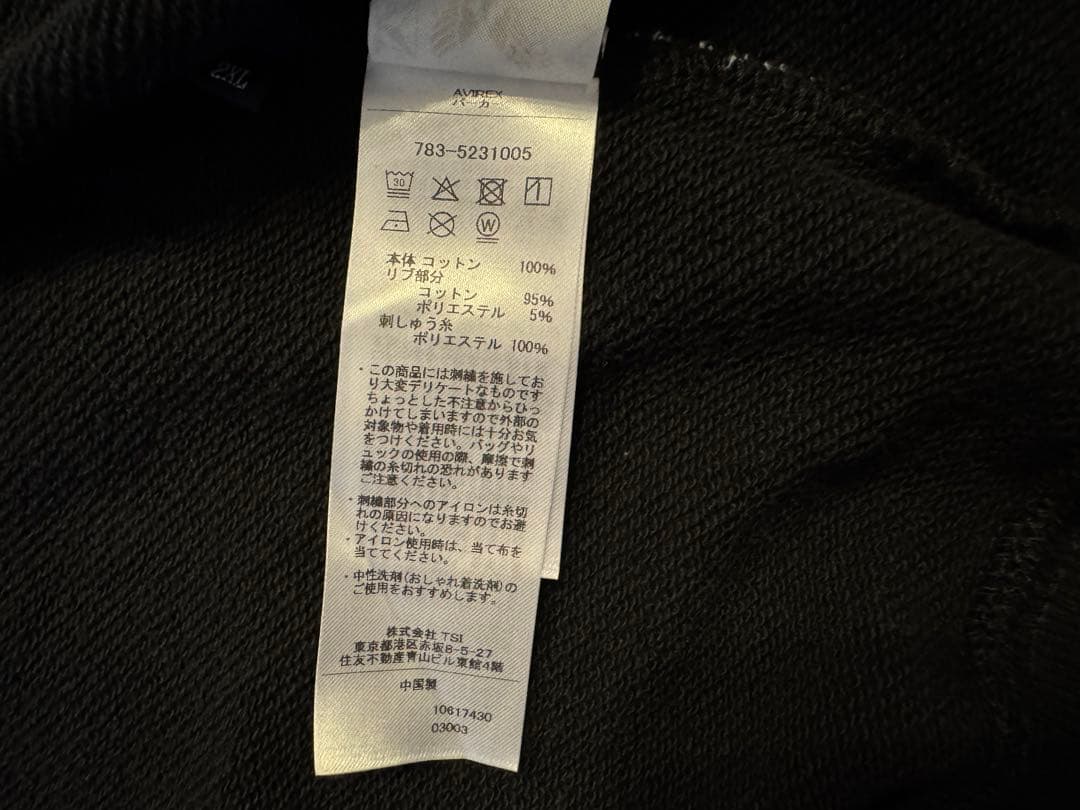 2XL
AVIREX
パーカ
783-5231005
30
W
本体 コットン 100%
リブ部分
コットン 95%
ポリエステル 5%
刺しゅう糸
ポリエステル 100%
・この商品には刺繍を施してお
り大変デリケートなものです
ちょっとした不注意からひっ
かけてしまいますので外部の
対象物や着用時には十分お気
をつけください。バッグやリ
ュックの使用の際、摩擦で刺
繍の糸切れの恐れがあります
ご注意ください。
・刺繍部分へのアイロンは糸切
れの原因になりますのでお避
けください。
・アイロン使用時は、当て布を
当ててください。
・中性洗剤(おしゃれ着洗剤)の
ご使用をおすすめします。
株式会社 TSI
東京都港区赤坂8-5-27
住友不動産青山ビル東館4階
中国製
10617430
03003